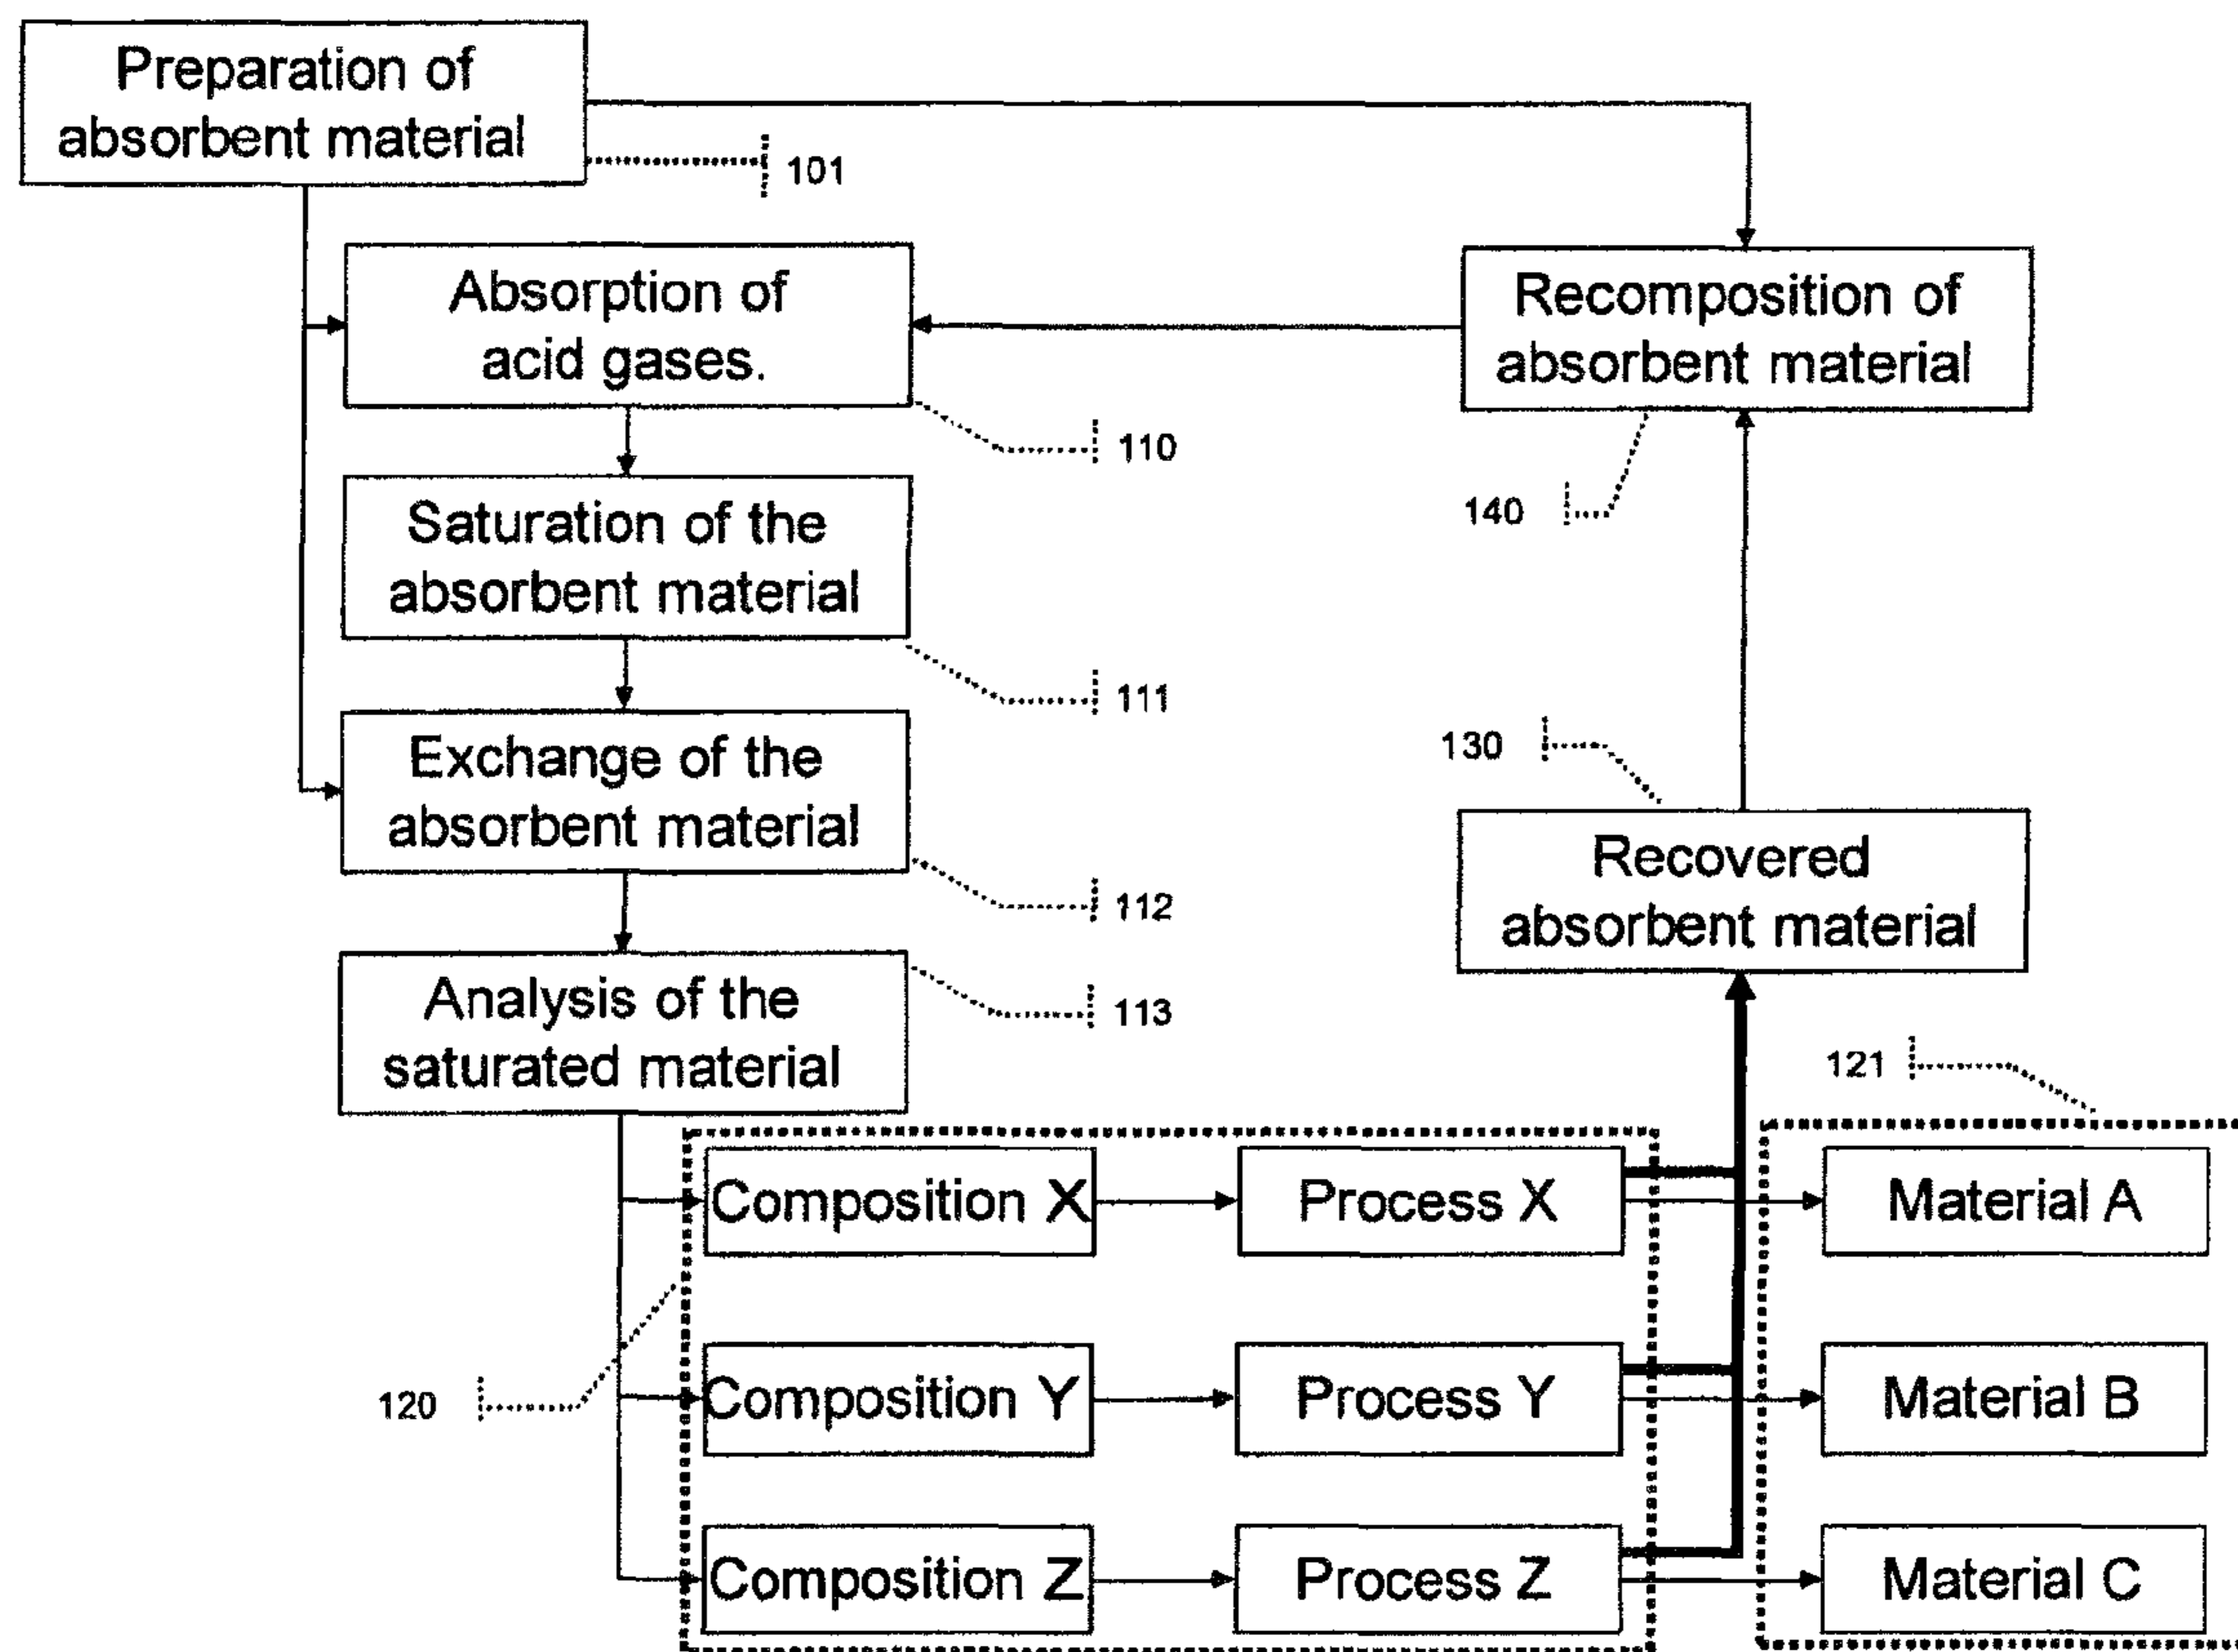 Preparation of
absorbent material
101
Absorption of
acid gases.
110
Recomposition of
absorbent material
140
Saturation of the
absorbent material
111
Exchange of the
absorbent material
112
130
Recovered
absorbent material
Analysis of the
saturated material
113
121
Composition X
Process X
Material A
120
Composition Y
Process Y
Material B
Composition Z
Process Z
Material C